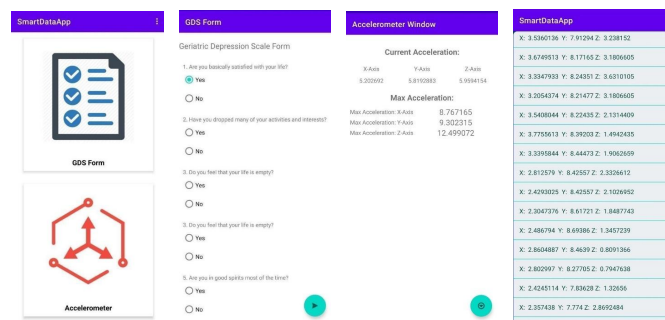 SmartDataApp
GDS Form
Accelerometer
GDS Form
Geriatric Depression Scale Form
1. Are you basically satisfied with your life?
Yes
No
2. Have you dropped many of your activities and interests?
Yes
No
3. Do you feel that your life is empty?
Yes
No
3. Do you feel that your life is empty?
Yes
No
5. Are you in good spirits most of life time?
Yes
No
Accelerometer Window
Current Acceleration:
X-Axis Y-Axis Z-Axis
5.202692 5.8192883 5.9594154
Max Acceleration:
Max Acceleration: X-Axis 8.767165
Max Acceleration: Y-Axis 9.302315
Max Acceleration: Z-Axis 12.499072
SmartDataApp
X: 3.5360136 Y: 7.91294 Z: 3.238152
X: 3.6749513 Y: 8.17165 Z: 3.1806605
X: 3.3347933 Y: 8.24351 Z: 3.6310105
X: 3.2054374 Y: 8.21477 Z: 3.1806605
X: 3.5408044 Y: 8.22435 Z: 2.1314409
X: 3.7755613 Y: 8.39203 Z: 1.4942435
X: 3.3395844 Y: 8.44473 Z: 1.9062659
X: 2.812579 Y: 8.42557 Z: 2.3326612
X: 2.4293025 Y: 8.42557 Z: 2.1026952
X: 2.3047376 Y: 8.61721 Z: 1.8487743
X: 2.486794 Y: 8.69386 Z: 1.3457239
X: 2.8604887 Y: 8.4639 Z: 0.8091366
X: 2.802997 Y: 8.27705 Z: 0.7947638
X: 2.4245114 Y: 7.83628 Z: 1.32656
X: 2.357438 Y: 7.774 Z: 2.8692484